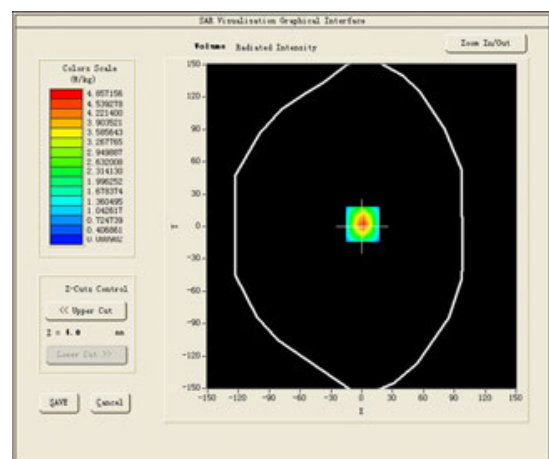 SAR Visualisation Graphical Interface
Volume Radiated Intensity
Zoom In/Out
Colors Scale
(W/kg)
4.857156
4.539278
4.221400
3.903521
3.585643
3.267765
2.949887
2.632008
2.314130
1.996252
1.678374
1.360495
1.042617
0.724739
0.406861
150
120
90
60
30
0
-30
-60
-90
-120
-150
Y
-150 -120 -90 -60 -30 0 30 60 90 120 150
X
Z-Cuts Control
<< Upper Cut
Z = 4.0 mm
Lower Cut >>
SAVE Cancel